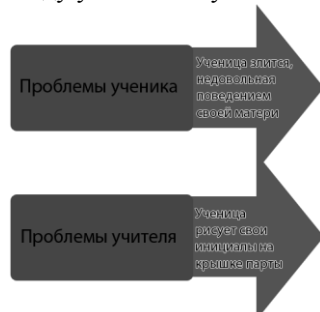 Проблемы ученика
Ученица злится,
недовольная
поведением
своей матери
Проблемы учителя
Ученица
рисует свои
инициалы на
крышке парты